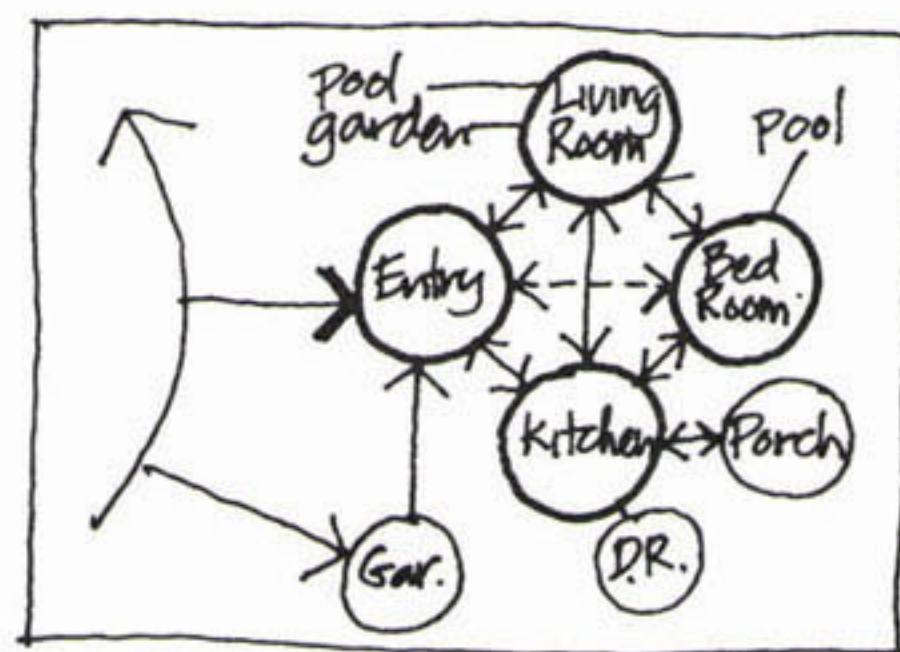 Pool
garden
Living
Room
Pool
Entry
Bed
Room
Kitchen
Porch
Gar.
D.R.